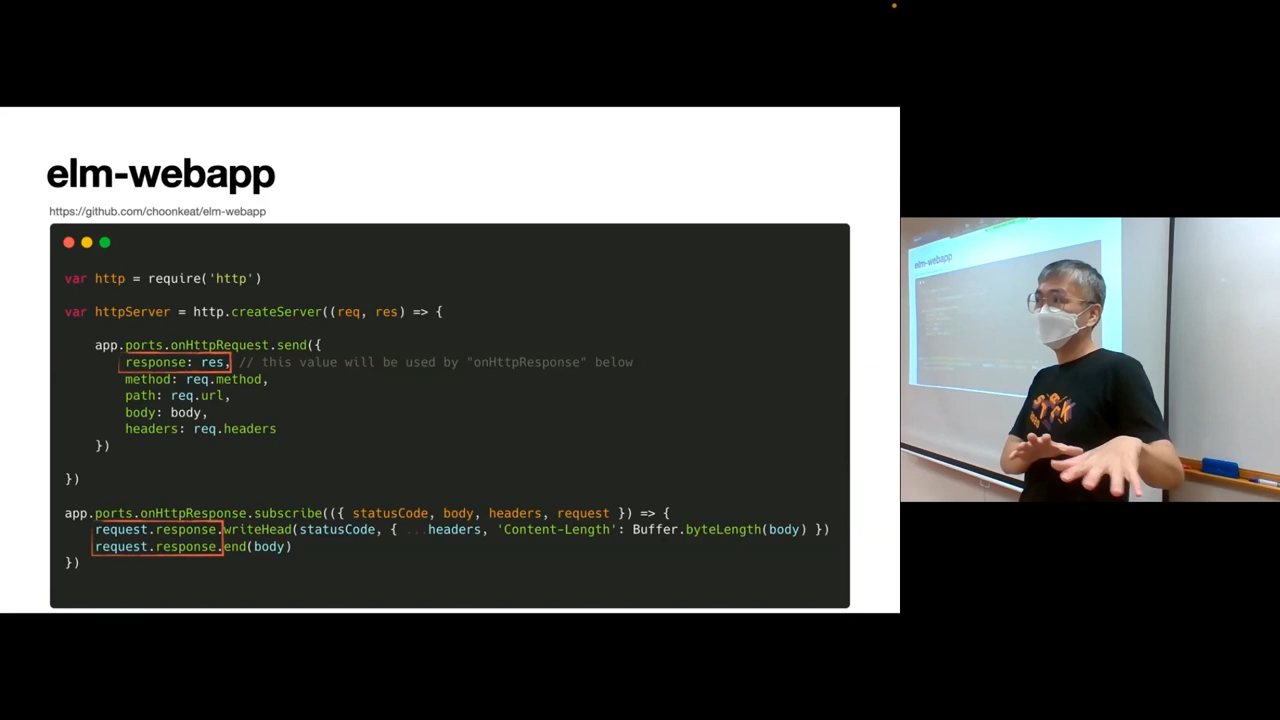 elm-webapp
https://github.com/choonkeat/elm-webapp
var http = require('http')
var httpServer = http.createServer((req, res) => {
app.ports.onHttpRequest.send({
response: res, // this value will be used by "onHttpResponse" below
method: req.method,
path: req.url,
body: body,
headers: req.headers
})
})
app.ports.onHttpResponse.subscribe(({ statusCode, body, headers, request }) => {
request.response.writeHead(statusCode, { ...headers, 'Content-Length': Buffer.byteLength(body) })
request.response.end(body)
})
elm-webapp